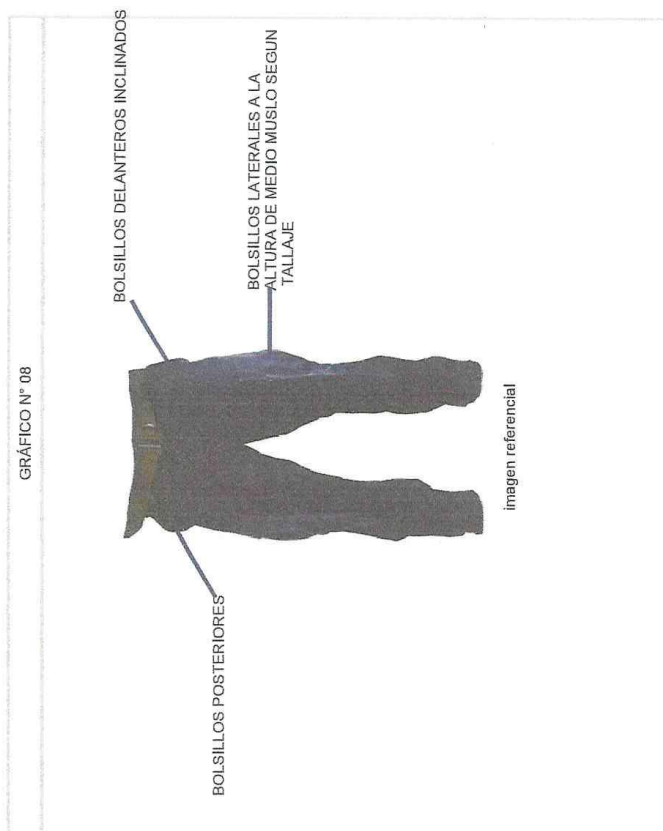 GRÁFICO N° 08
BOLSILLOS DELANTEROS INCLINADOS
BOLSILLOS LATERALES A LA
ALTURA DE MEDIO MUSLO SEGUN
TALLAJE
BOLSILLOS POSTERIORES
imagen referencial